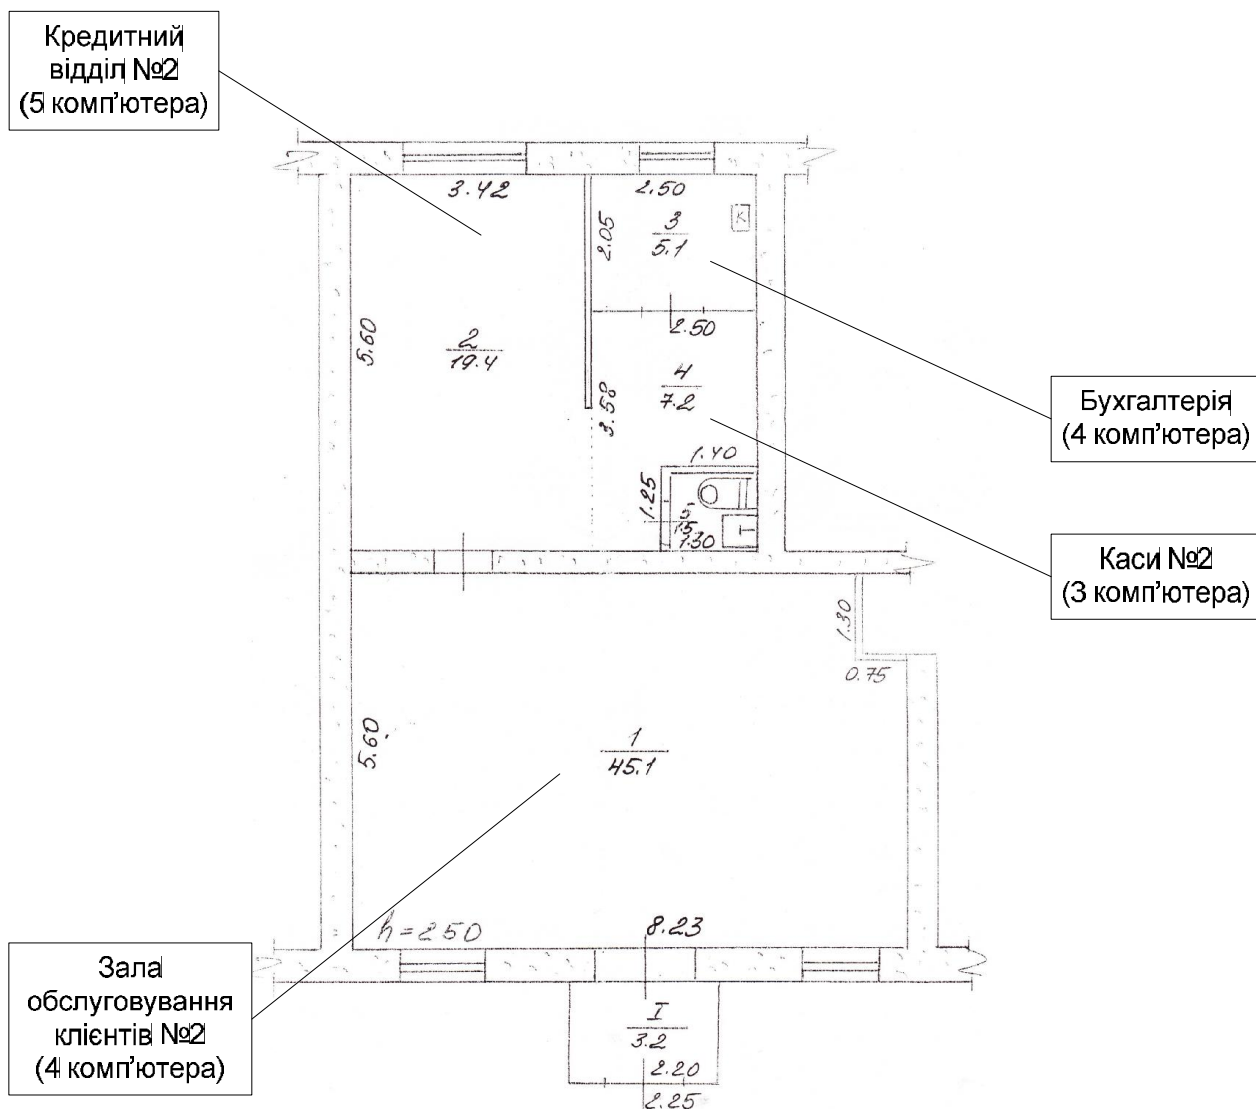 Кредитний
відділ №2
(5 комп'ютера)
3.42
2.50
2.05
3
5.1
К
5.60
2
19.4
2.50
3.58
4
7.2
1.40
1.25
5
1.5
1.30
Т
Бухгалтерія
(4 комп'ютера)
Каси №2
(3 комп'ютера)
1.30
0.75
5.60
1
45.1
h=250
8.23
Зала
обслуговування
клієнтів №2
(4 комп'ютера)
I
3.2
2.20
2.25